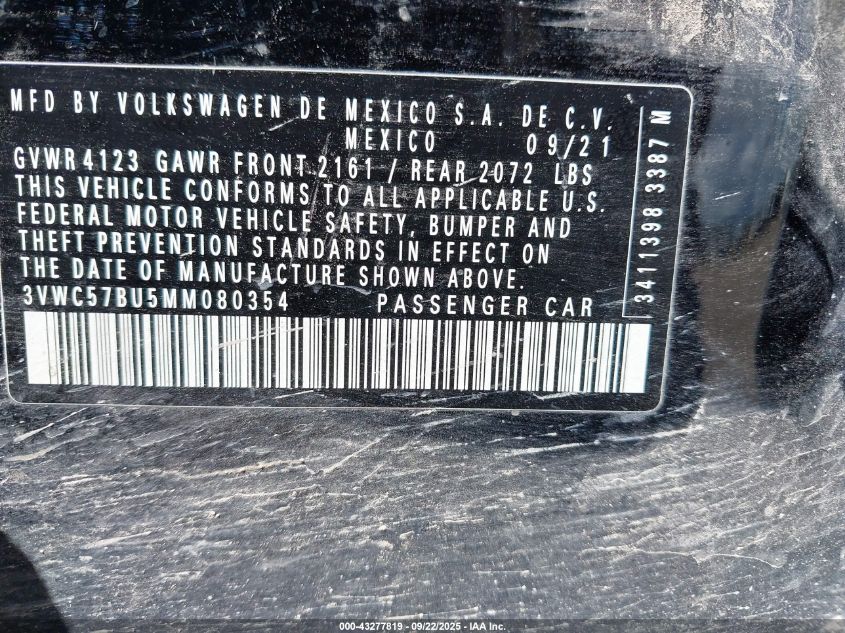 MFD BY VOLKSWAGEN DE MEXICO S.A. DE C.V.
MEXICO 09/21
GVWR 4123 GAWR FRONT 2161 / REAR 2072 LBS
THIS VEHICLE CONFORMS TO ALL APPLICABLE U.S.
FEDERAL MOTOR VEHICLE SAFETY, BUMPER AND
THEFT PREVENTION STANDARDS IN EFFECT ON
THE DATE OF MANUFACTURE SHOWN ABOVE.
3VWC57BU5MM080354 PASSENGER CAR
3411398 3387 M
000-43277819 - 09/22/2025 - IAA Inc.